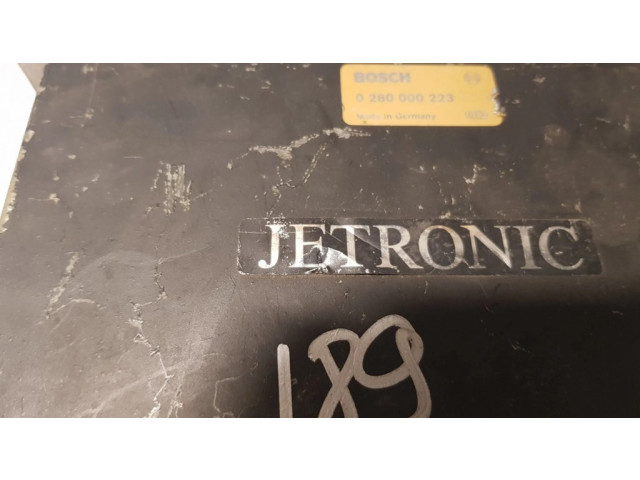 BOSCH
0 280 000 223
Made in Germany
JETRONIC
189